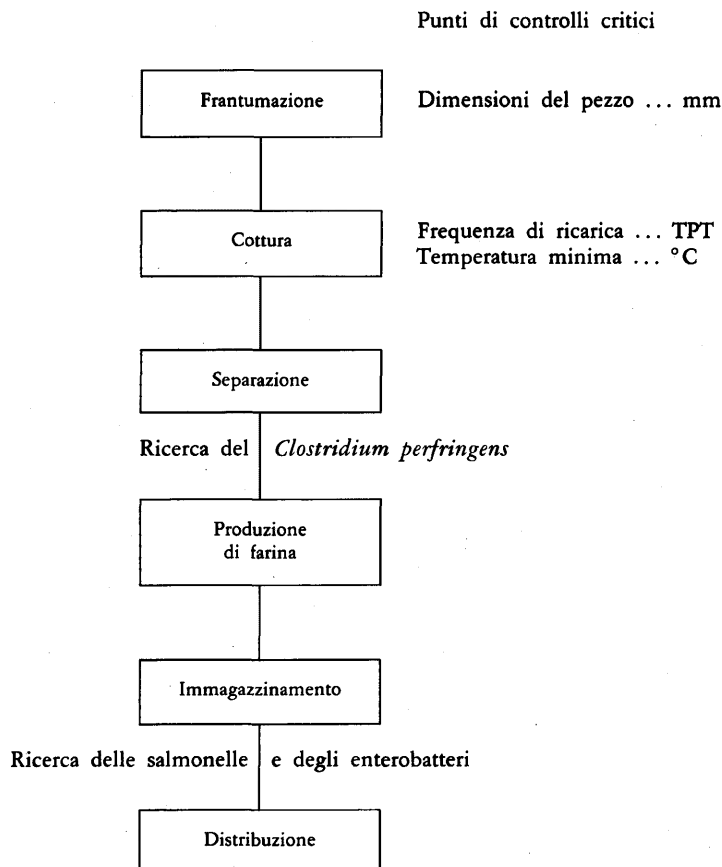 Punti di controlli critici
Frantumazione
Dimensioni del pezzo ... mm
Cottura
Frequenza di ricarica ... TPT
Temperatura minima ... °C
Separazione
Ricerca del Clostridium perfringens
Produzione
di farina
Immagazzinamento
Ricerca delle salmonelle e degli enterobatteri
Distribuzione